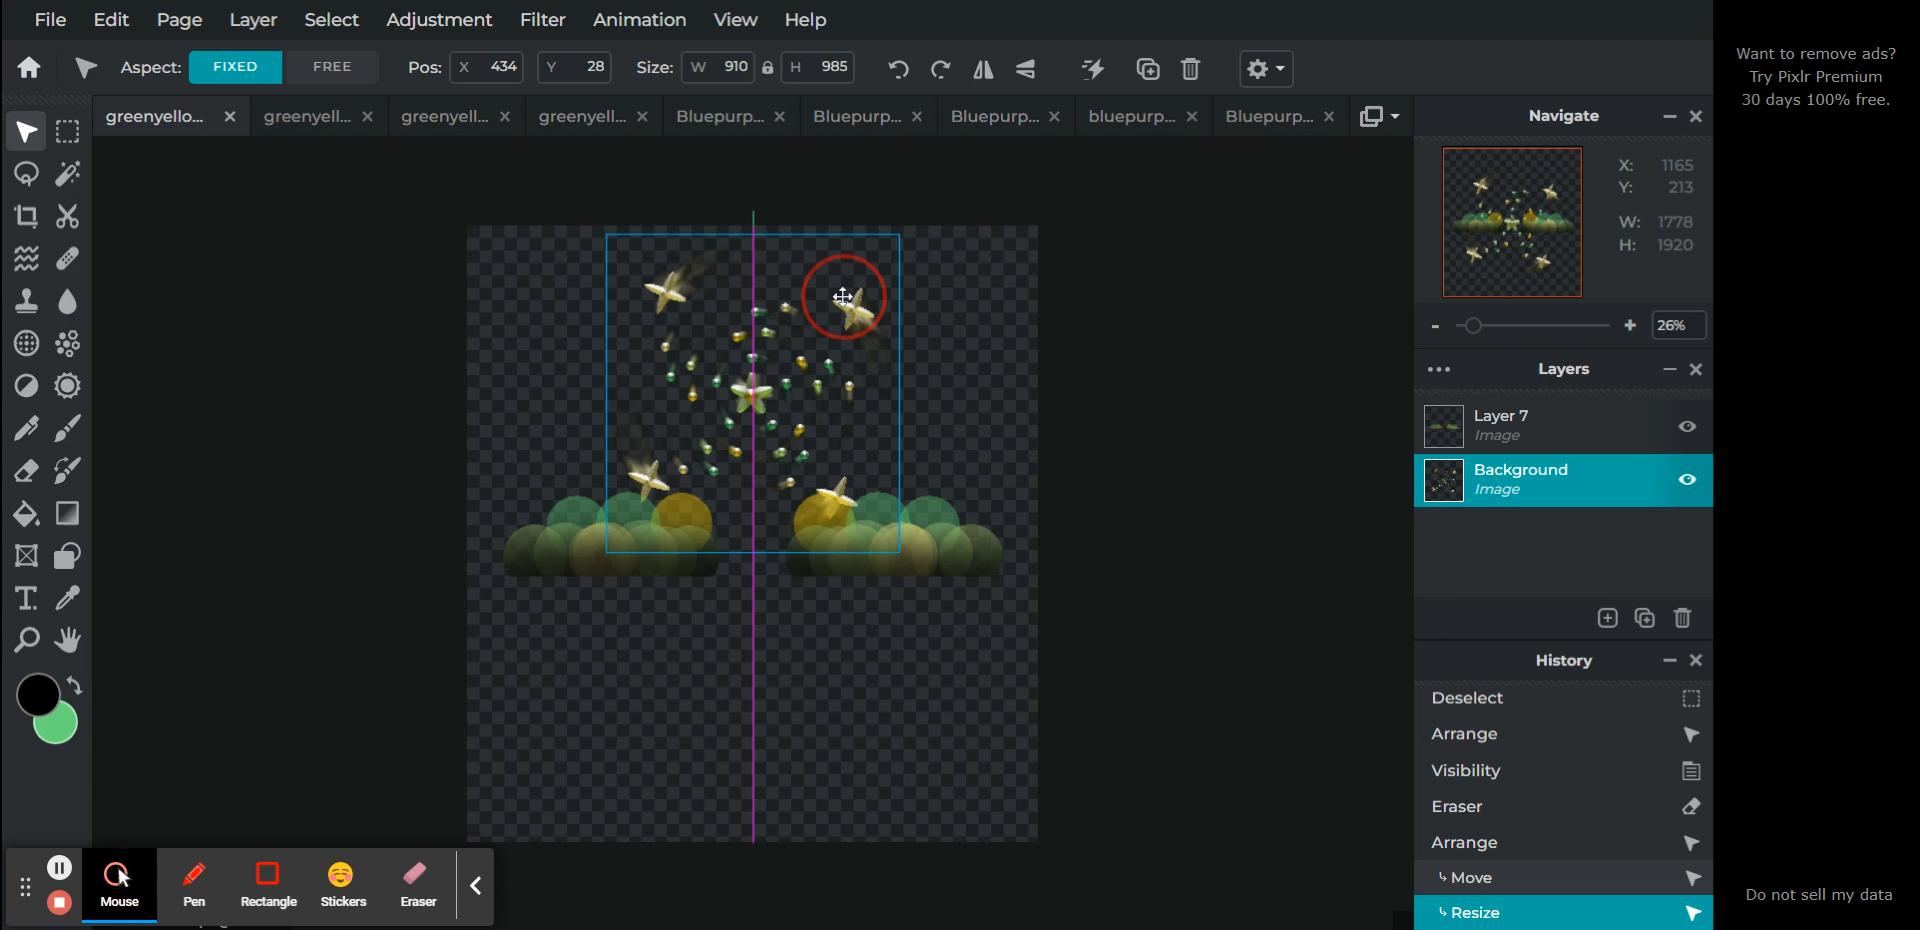 File Edit Page Layer Select Adjustment Filter Animation View Help
Aspect: FIXED FREE Pos: X 434 Y 28 Size: W 910 H 985
greenyello... greenyell... greenyell... greenyell... Bluepurp... Bluepurp... Bluepurp... bluepurp... Bluepurp...
Navigate
X: 1165
Y: 213
W: 1778
H: 1920
- + 26%
Layers
Layer 7
Image
Background
Image
History
Deselect
Arrange
Visibility
Eraser
Arrange
Move
Resize
Want to remove ads?
Try Pixlr Premium
30 days 100% free.
Do not sell my data
Mouse Pen Rectangle Stickers Eraser